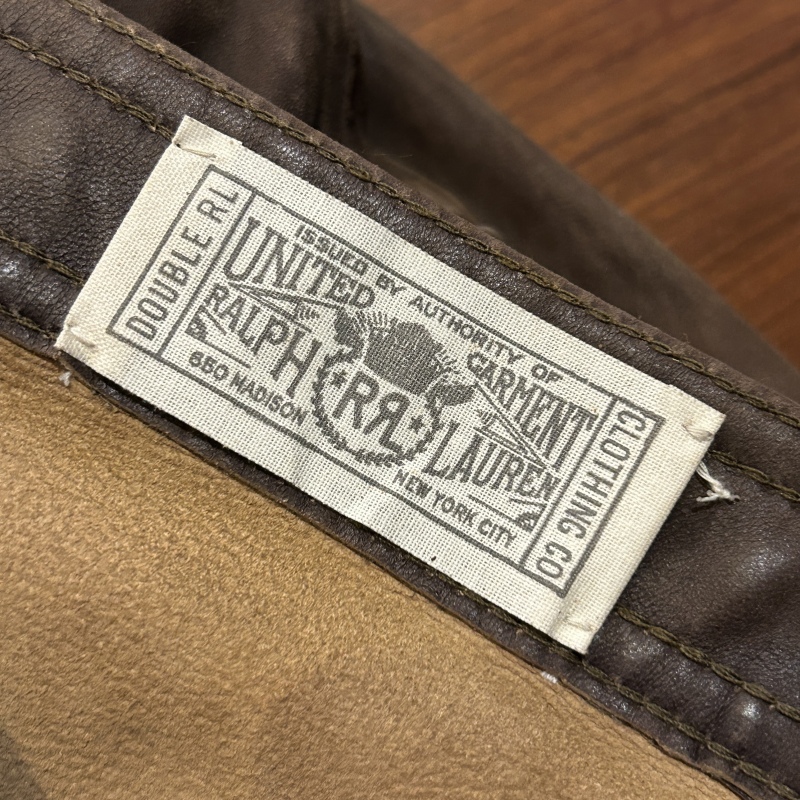 DOUBLE RL
ISSUED BY AUTHORITY OF
UNITED GARMENT
RALPH LAUREN
RRL
650 MADISON
NEW YORK CITY
CLOTHING CO